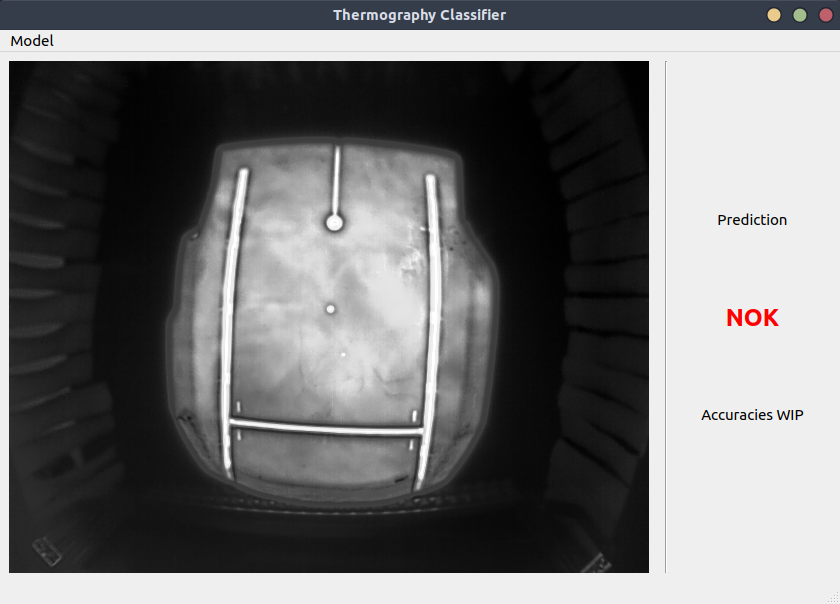 Thermography Classifier
Model
Prediction
NOK
Accuracies WIP